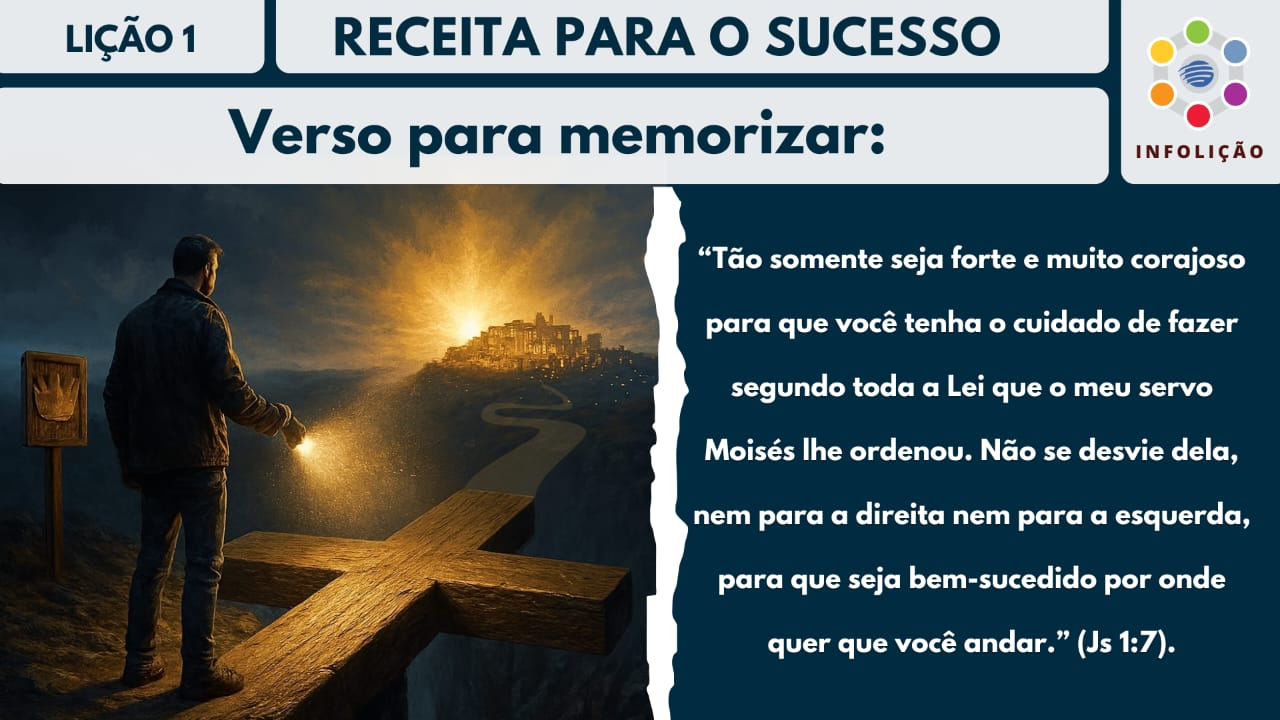 LIÇÃO 1
RECEITA PARA O SUCESSO
INFOLIÇÃO
Verso para memorizar:
“Tão somente seja forte e muito corajoso
para que você tenha o cuidado de fazer
segundo toda a Lei que o meu servo
Moisés lhe ordenou. Não se desvie dela,
nem para a direita nem para a esquerda,
para que seja bem-sucedido por onde
quer que você andar.” (Js 1:7).